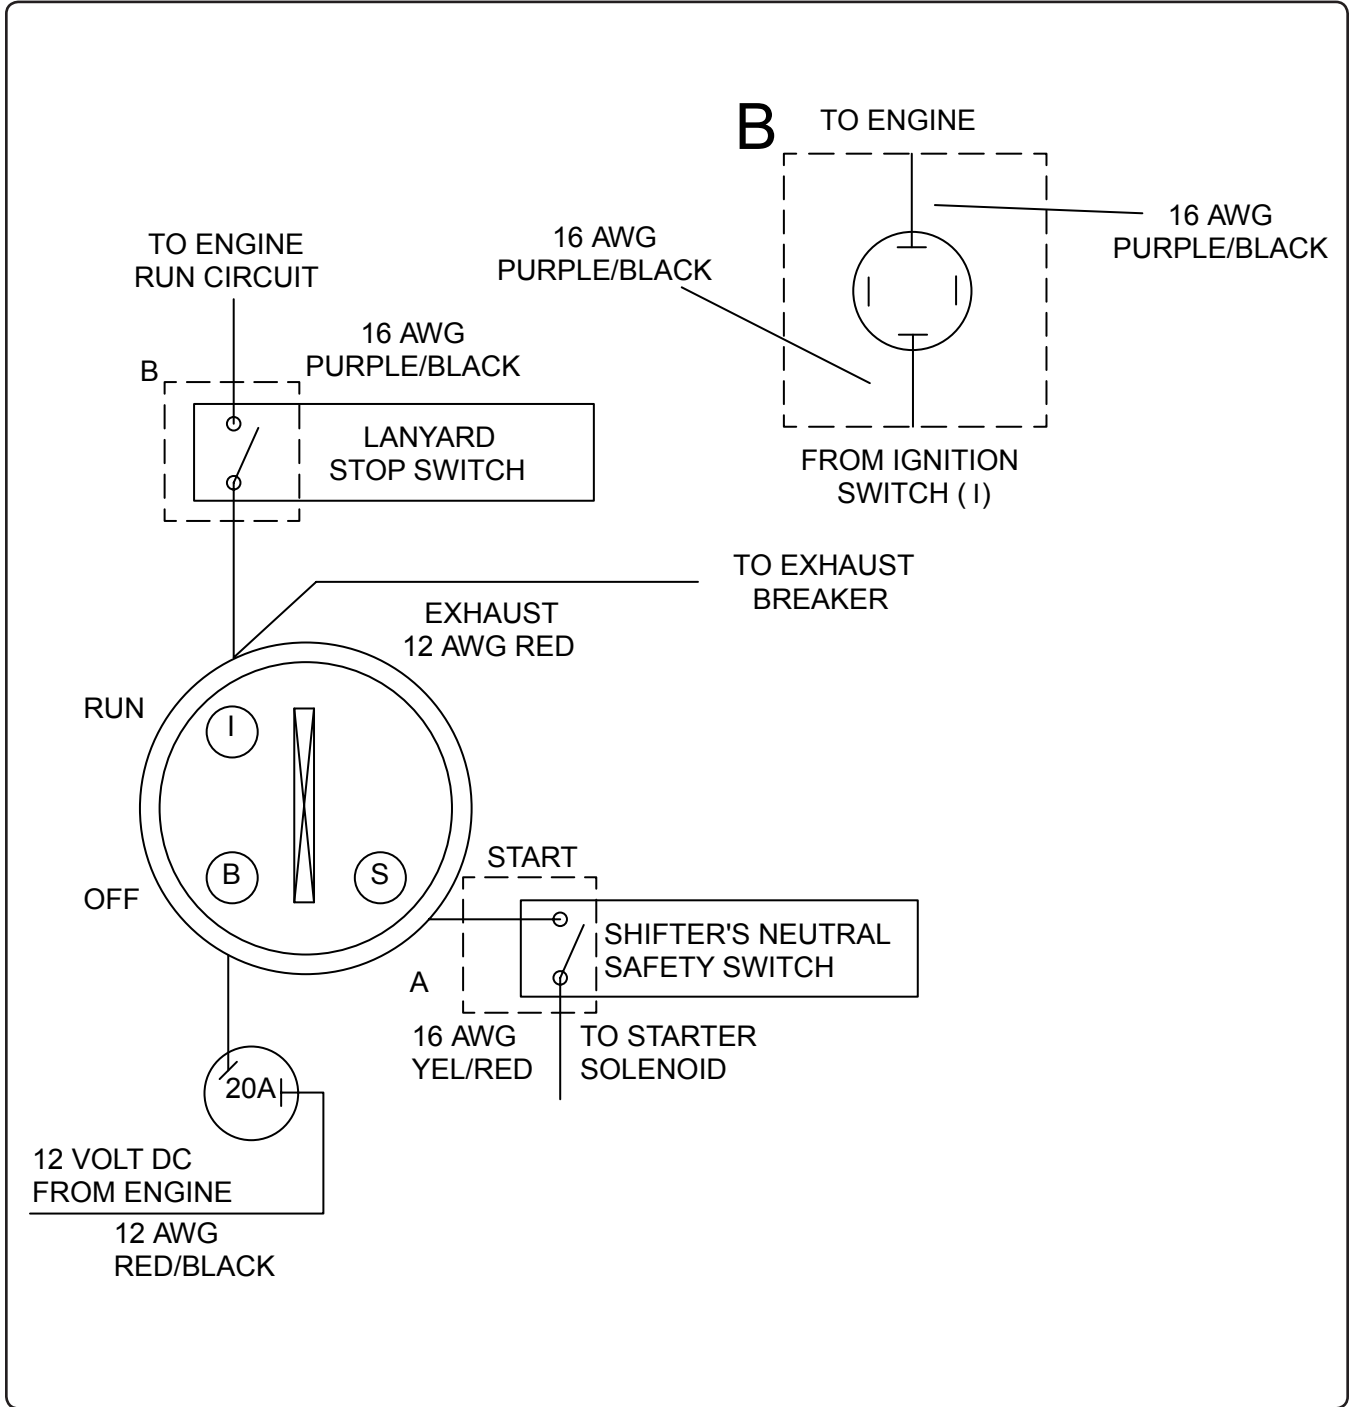 B
TO ENGINE
16 AWG
PURPLE/BLACK
16 AWG
PURPLE/BLACK
FROM IGNITION
SWITCH ( I )
TO ENGINE
RUN CIRCUIT
16 AWG
PURPLE/BLACK
B
LANYARD
STOP SWITCH
TO EXHAUST
BREAKER
EXHAUST
12 AWG RED
RUN
I
OFF
B
S
START
SHIFTER'S NEUTRAL
SAFETY SWITCH
A
16 AWG
YEL/RED
TO STARTER
SOLENOID
20A
12 VOLT DC
FROM ENGINE
12 AWG
RED/BLACK